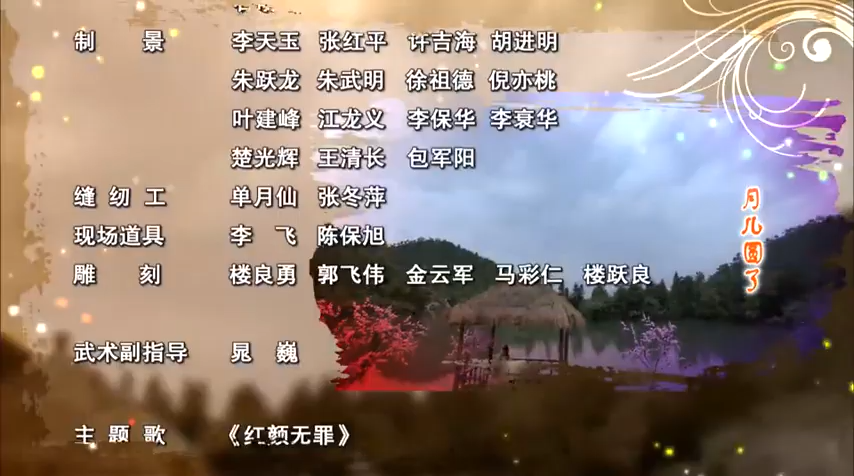 制 景 李天玉 张红平 许吉海 胡进明
朱跃龙 朱武明 徐祖德 倪亦桃
叶建峰 江龙义 李保华 李衰华
楚光辉 王清长 包军阳
缝 纫 工 单月仙 张冬萍
现场道具 李 飞 陈保旭
雕 刻 楼良勇 郭飞伟 金云军 马彩仁 楼跃良
武术副指导 晁 巍
主 题 歌 《红颜无罪》
月儿圆了